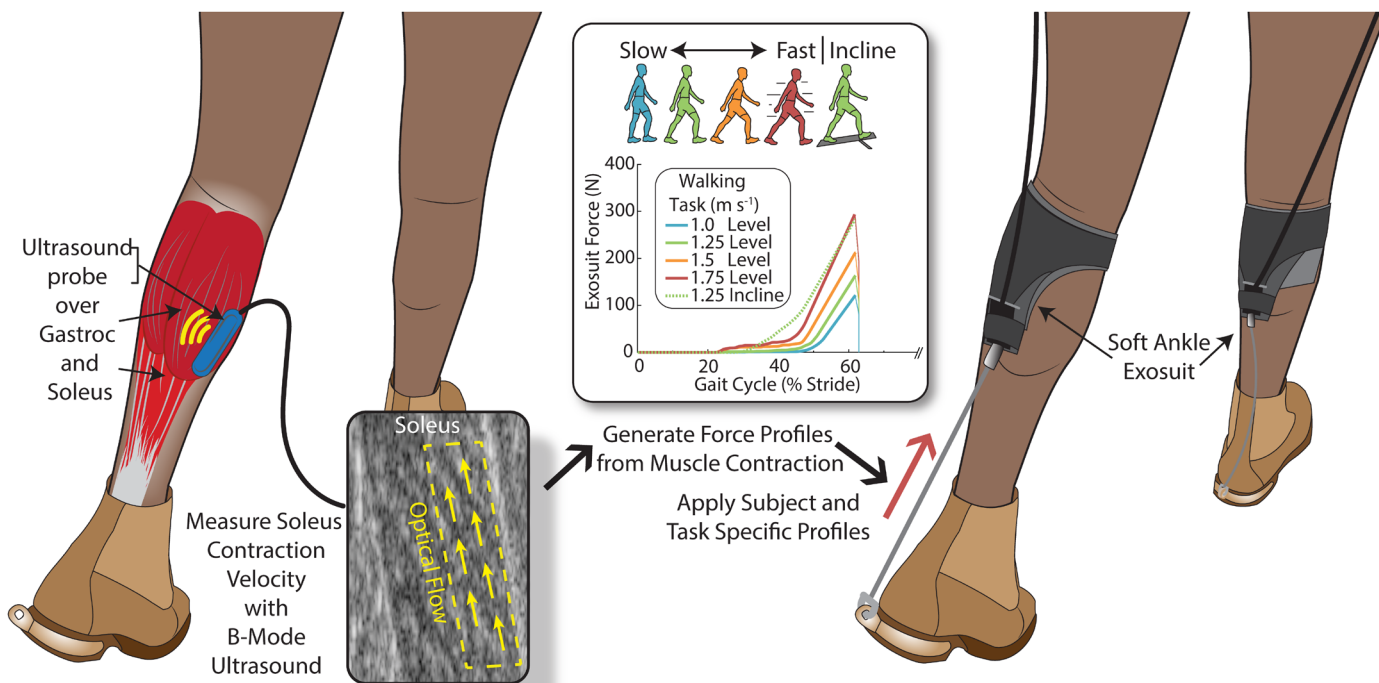 Ultrasound
probe
over
Gastroc
and
Soleus
Measure Soleus
Contraction
Velocity
with
B-Mode
Ultrasound
Soleus
Optical Flow
Slow Fast | Incline
Exosuit Force (N)
400
300
200
100
0
Walking
Task (m s⁻¹)
1.0 Level
1.25 Level
1.5 Level
1.75 Level
1.25 Incline
0 20 40 60 //
Gait Cycle (% Stride)
Generate Force Profiles
from Muscle Contraction
Apply Subject and
Task Specific Profiles
Soft Ankle
Exosuit